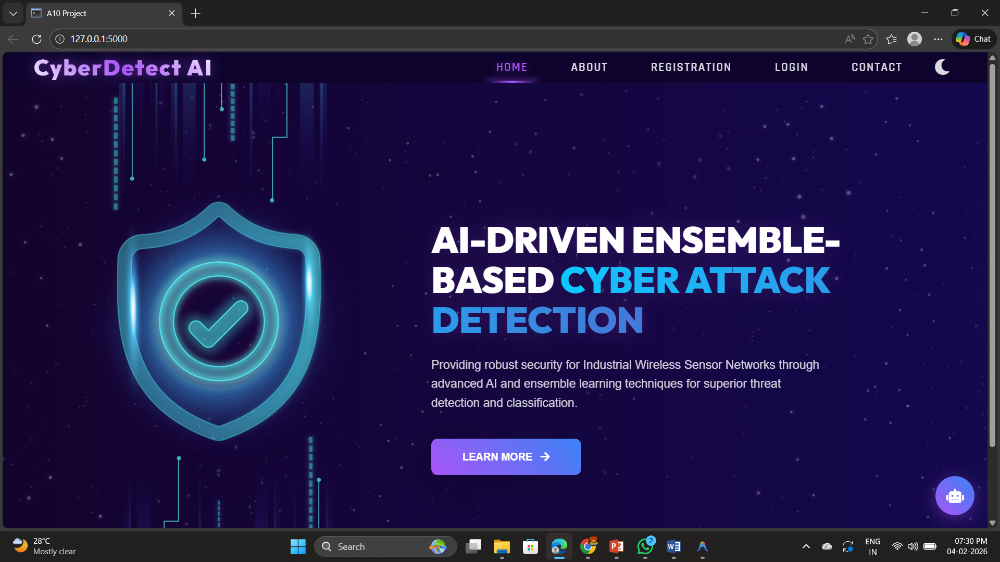 A10 Project
127.0.0.1:5000
Chat
CyberDetect AI
HOME
ABOUT
REGISTRATION
LOGIN
CONTACT
AI-DRIVEN ENSEMBLE-
BASED CYBER ATTACK
DETECTION
Providing robust security for Industrial Wireless Sensor Networks through
advanced AI and ensemble learning techniques for superior threat
detection and classification.
LEARN MORE
28°C
Mostly clear
Search
2
ENG
IN
07:30 PM
04-02-2026